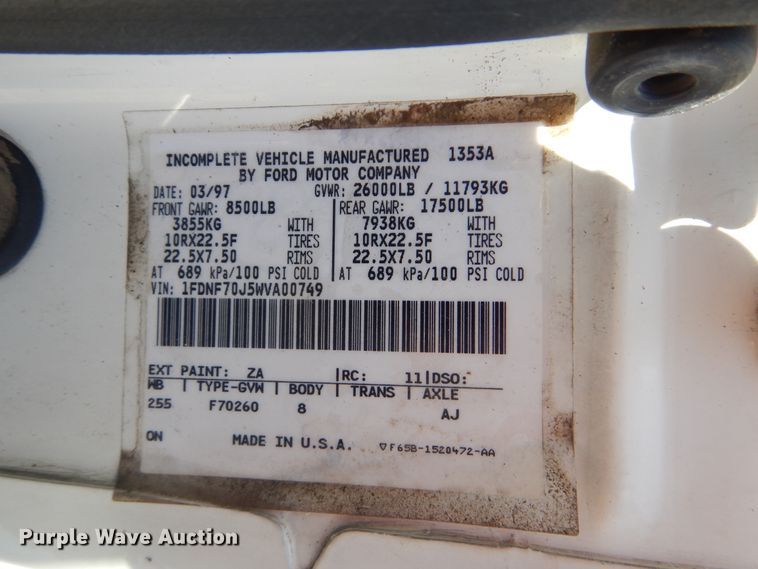 INCOMPLETE VEHICLE MANUFACTURED 1353A
BY FORD MOTOR COMPANY
DATE: 03/97 GVWR: 26000LB / 11793KG
FRONT GAWR: 8500LB REAR GAWR: 17500LB
3855KG WITH 7938KG WITH
10RX22.5F TIRES 10RX22.5F TIRES
22.5X7.50 RIMS 22.5X7.50 RIMS
AT 689 kPa/100 PSI COLD AT 689 kPa/100 PSI COLD
VIN: 1FDNF70J5WVA00749
EXT PAINT: ZA |RC: 11|DSO:
WB | TYPE-GVW | BODY | TRANS | AXLE
255 F70260 8 AJ
ON MADE IN U.S.A. ▽F65B-1520472-AA
Purple Wave Auction